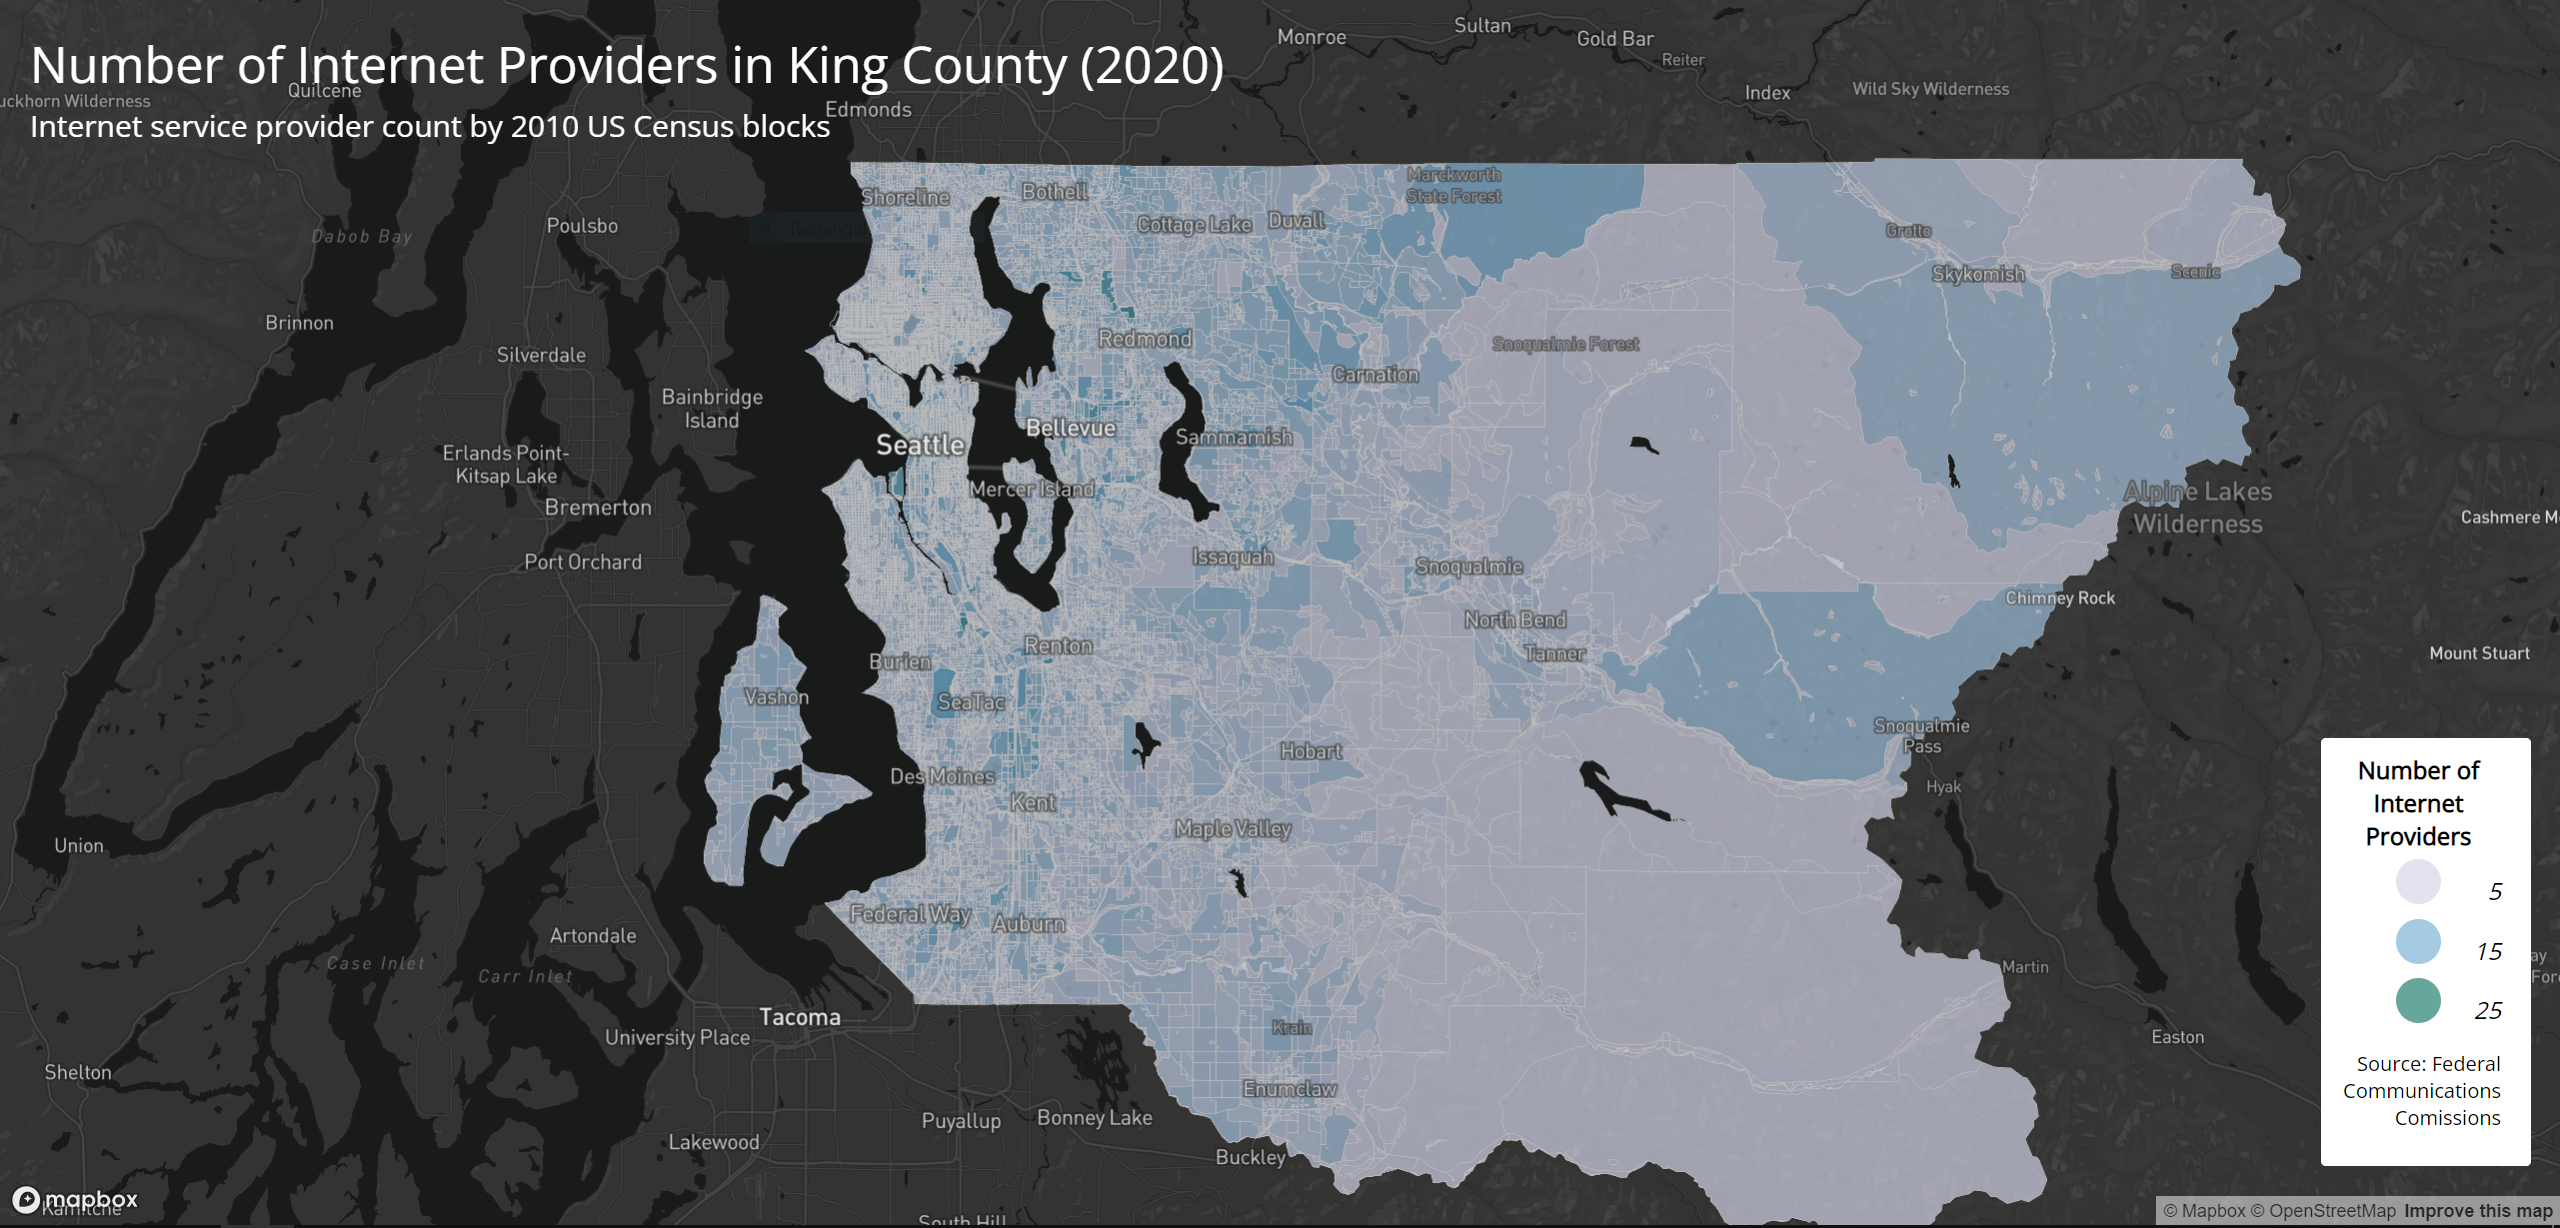 Number of Internet Providers in King County (2020)
Internet service provider count by 2010 US Census blocks
Sultan
Monroe
Gold Bar
Reiter
Quilcene
Index
Wild Sky Wilderness
uckhorn Wilderness
Edmonds
Marckworth
State Forest
Shoreline
Bothell
Cottage Lake
Duvall
Poulsbo
Dabob Bay
Rectangul
Grotto
Skykomish
Scenic
Brinnon
Silverdale
Redmond
Snoqualmie Forest
Carnation
Bainbridge
Island
Bellevue
Seattle
Sammamish
Erlands Point-
Kitsap Lake
Mercer Island
Alpine Lakes
Wilderness
Bremerton
Cashmere M
Port Orchard
Issaquah
Snoqualmie
Chimney Rock
North Bend
Renton
Tanner
Mount Stuart
Burien
Vashon
SeaTac
Snoqualmie
Pass
Hobart
Des Moines
Hyak
Kent
Maple Valley
Union
Federal Way
Auburn
Artondale
Case Inlet
Carr Inlet
Martin
ay
For
Tacoma
University Place
Krain
Easton
Shelton
Enumclaw
Puyallup
Bonney Lake
Lakewood
Buckley
Kamilche
South Hill
Number of
Internet
Providers
5
15
25
Source: Federal
Communications
Comissions
mapbox
© Mapbox © OpenStreetMap Improve this map